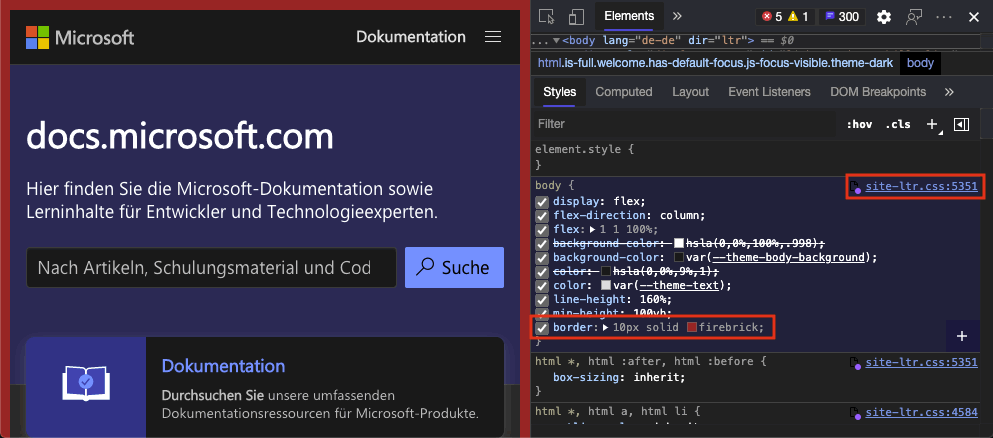 Microsoft
Dokumentation
docs.microsoft.com
Hier finden Sie die Microsoft-Dokumentation sowie
Lerninhalte für Entwickler und Technologieexperten.
Nach Artikeln, Schulungsmaterial und Cod
Suche
Dokumentation
Durchsuchen Sie unsere umfassenden
Dokumentationsressourcen für Microsoft-Produkte.
Elements
5 1
300
... <body lang="de-de" dir="ltr"> == $0
html.is-full.welcome.has-default-focus.js-focus-visible.theme-dark body
Styles Computed Layout Event Listeners DOM Breakpoints
Filter :hov .cls +
element.style {
}
body { site-ltr.css:5351
display: flex;
flex-direction: column;
flex: 1 1 100%;
background-color: hsla(0,0%,100%,.998);
background-color: var(--theme-body-background);
color: hsla(0,0%,9%,1);
color: var(--theme-text);
line-height: 160%;
min-height: 100vh;
border: 10px solid firebrick;
}
html *, html :after, html :before { site-ltr.css:5351
box-sizing: inherit;
}
html *, html a, html li { site-ltr.css:4584